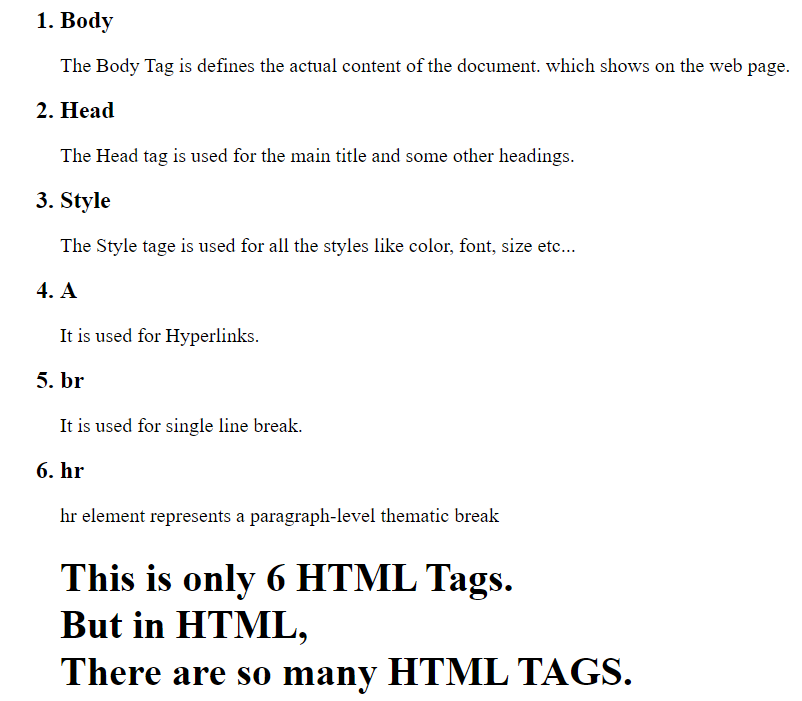 1. Body
The Body Tag is defines the actual content of the document. which shows on the web page.
2. Head
The Head tag is used for the main title and some other headings.
3. Style
The Style tage is used for all the styles like color, font, size etc...
4. A
It is used for Hyperlinks.
5. br
It is used for single line break.
6. hr
hr element represents a paragraph-level thematic break
This is only 6 HTML Tags.
But in HTML,
There are so many HTML TAGS.